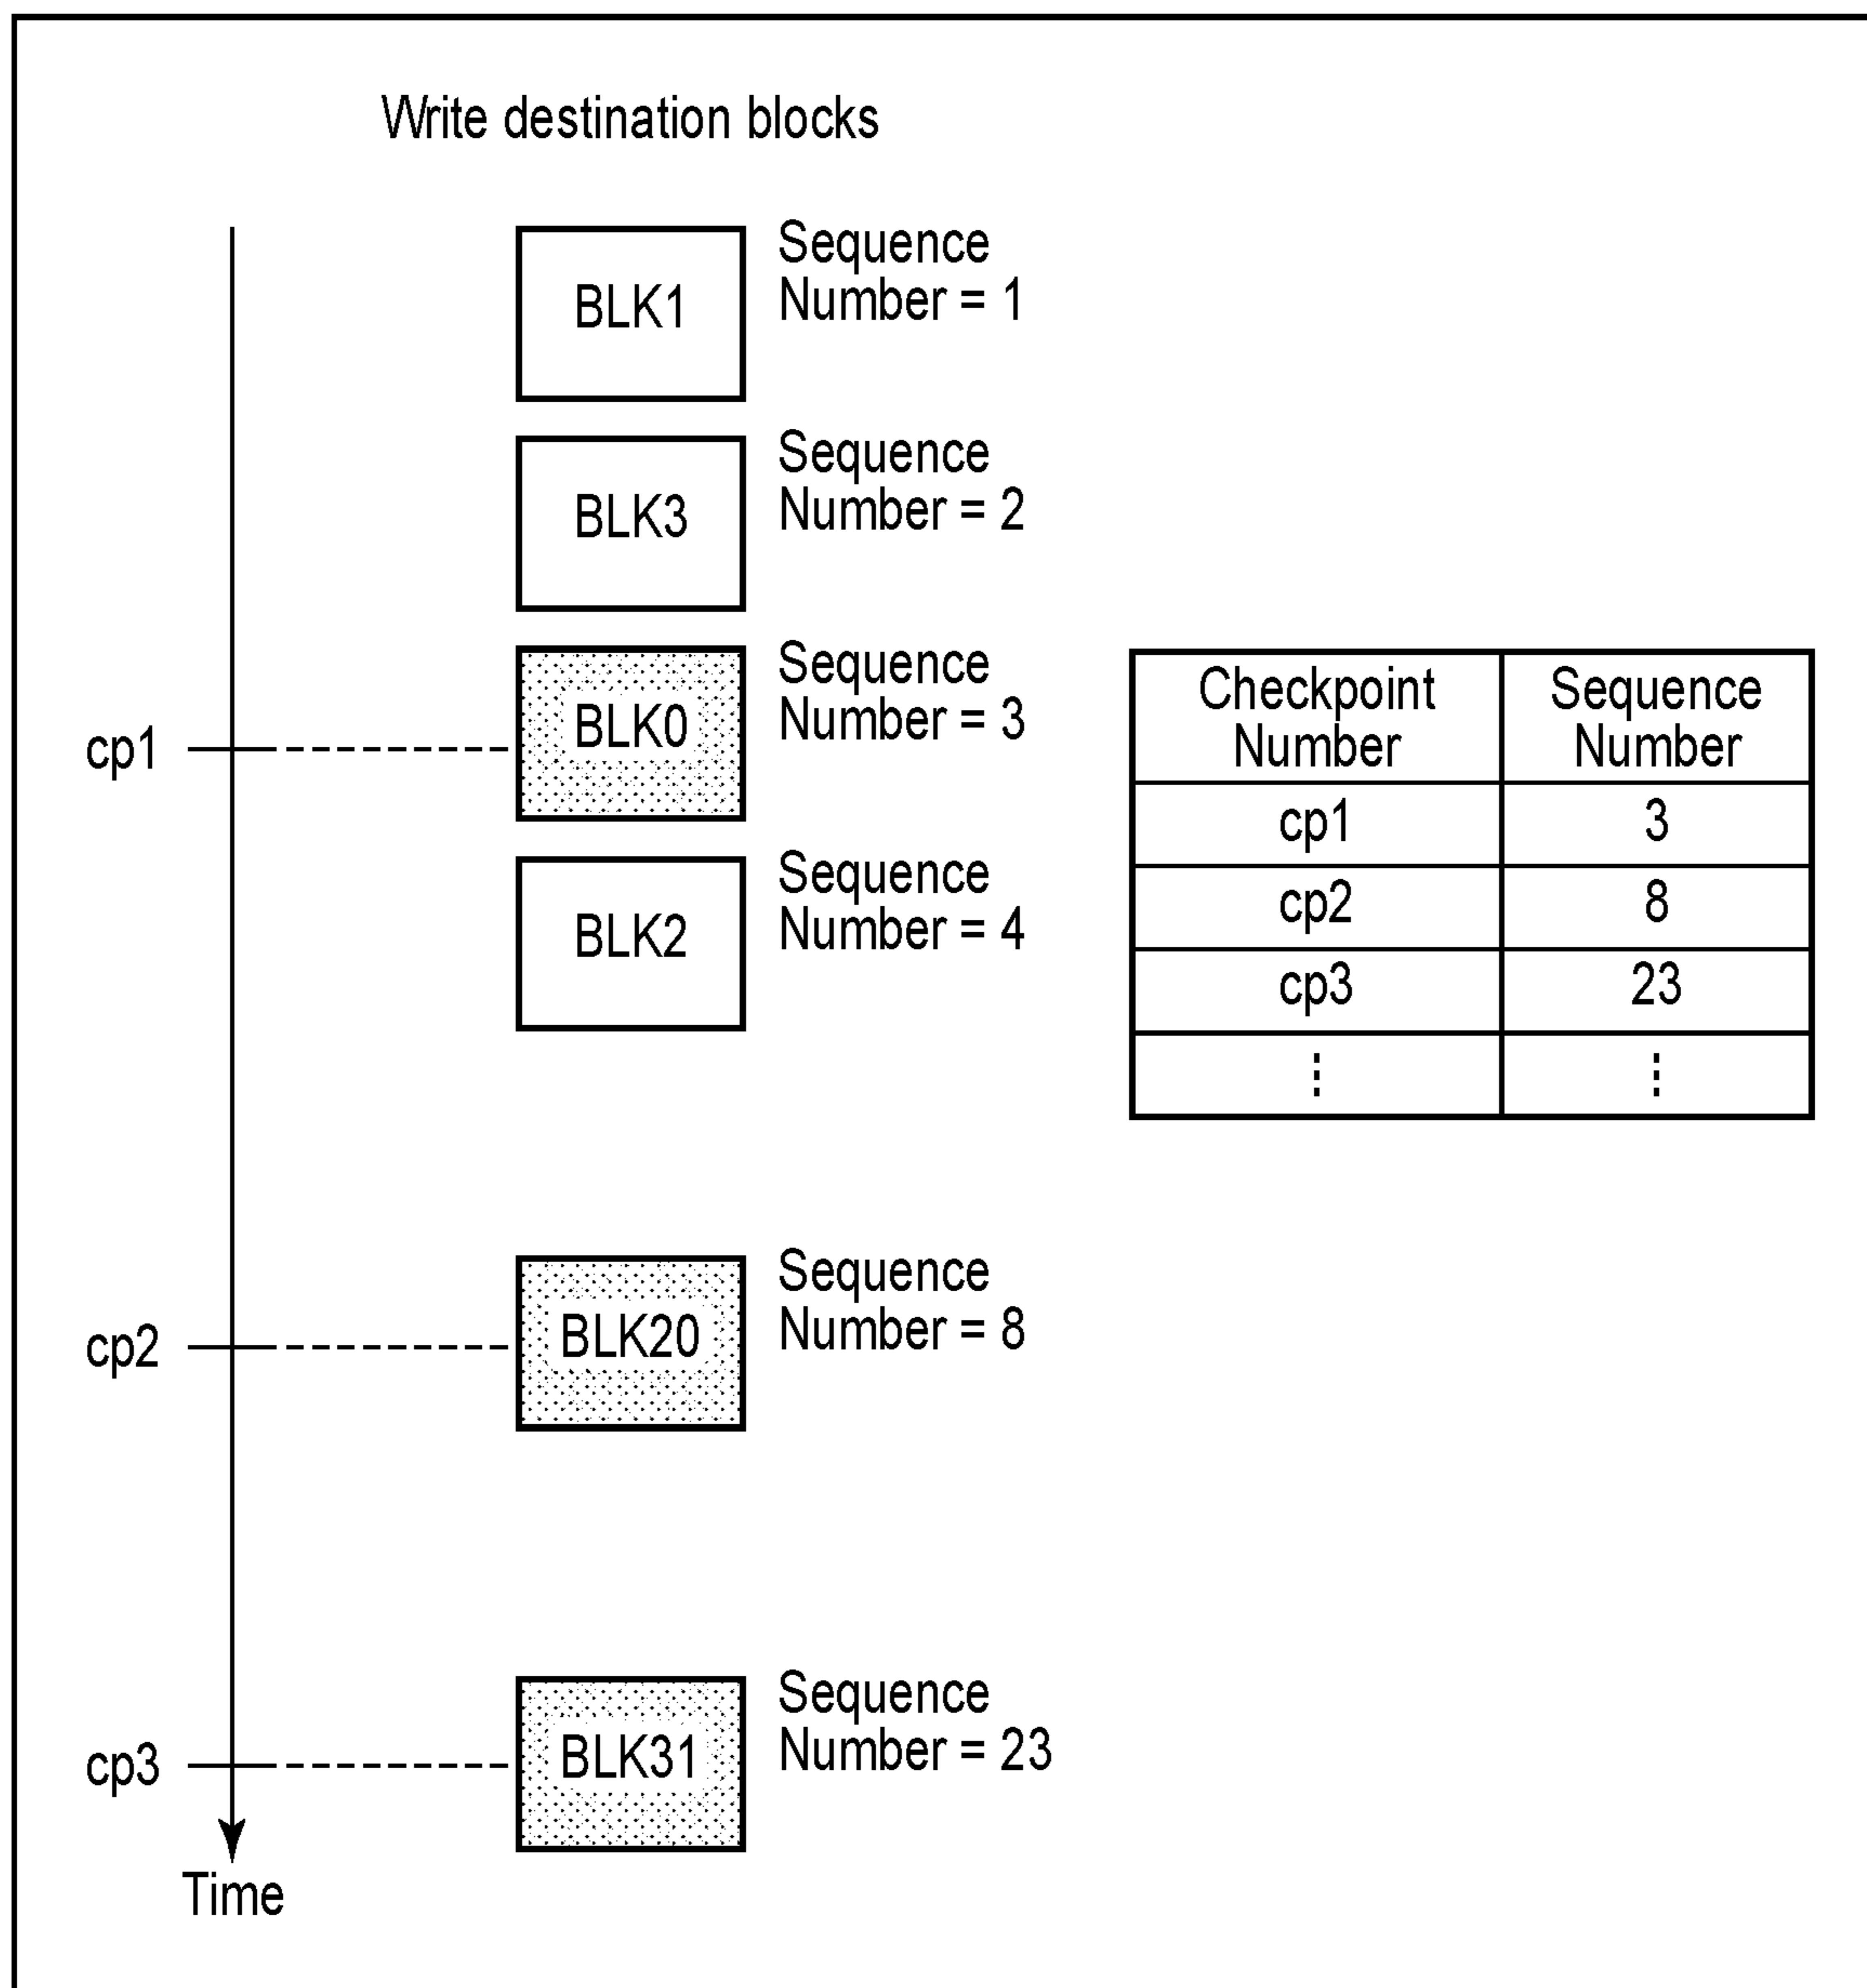 Write destination blocks
BLK1
Sequence
Number = 1
BLK3
Sequence
Number = 2
cp1
BLK0
Sequence
Number = 3
BLK2
Sequence
Number = 4
cp2
BLK20
Sequence
Number = 8
cp3
BLK31
Sequence
Number = 23
Time
Checkpoint Number
Sequence Number
cp1 3
cp2 8
cp3 23
⋮ ⋮